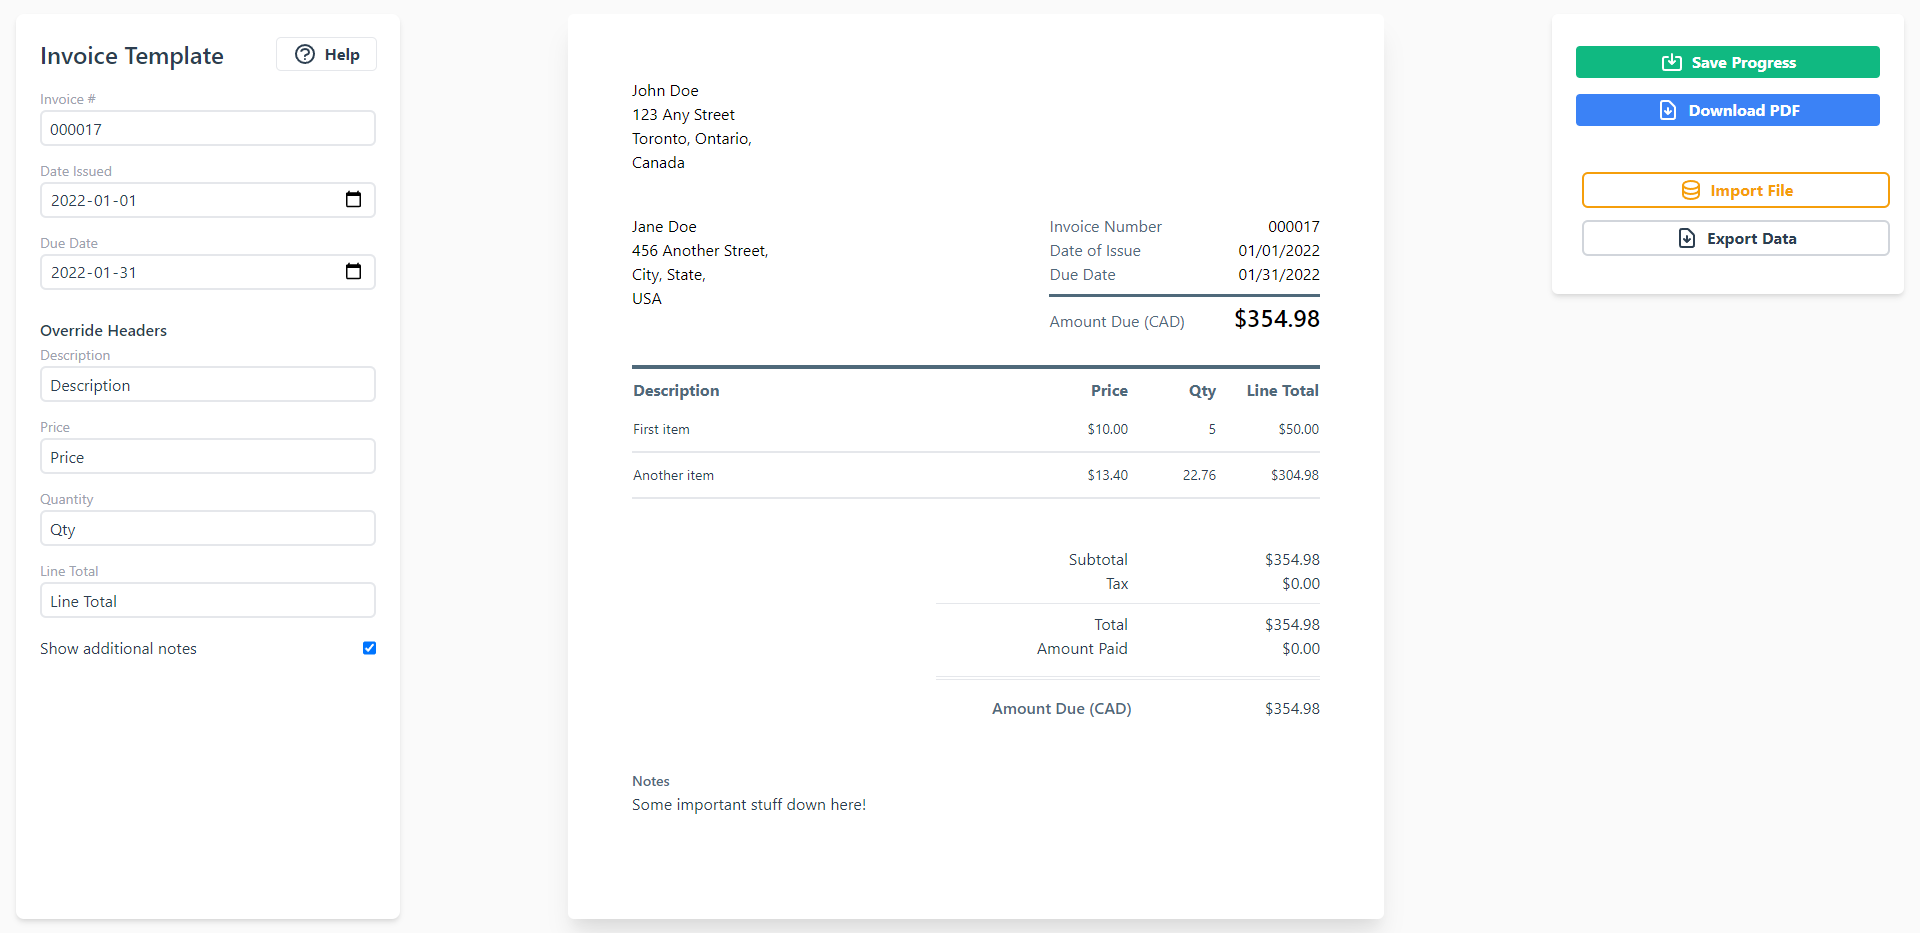 Invoice Template
Help
Invoice #
000017
Date Issued
2022-01-01
Due Date
2022-01-31
Override Headers
Description
Description
Price
Price
Quantity
Qty
Line Total
Line Total
Show additional notes
John Doe
123 Any Street
Toronto, Ontario,
Canada
Jane Doe
456 Another Street,
City, State,
USA
Invoice Number 000017
Date of Issue 01/01/2022
Due Date 01/31/2022
Amount Due (CAD) $354.98
Description Price Qty Line Total
First item $10.00 5 $50.00
Another item $13.40 22.76 $304.98
Subtotal $354.98
Tax $0.00
Total $354.98
Amount Paid $0.00
Amount Due (CAD) $354.98
Notes
Some important stuff down here!
Save Progress
Download PDF
Import File
Export Data